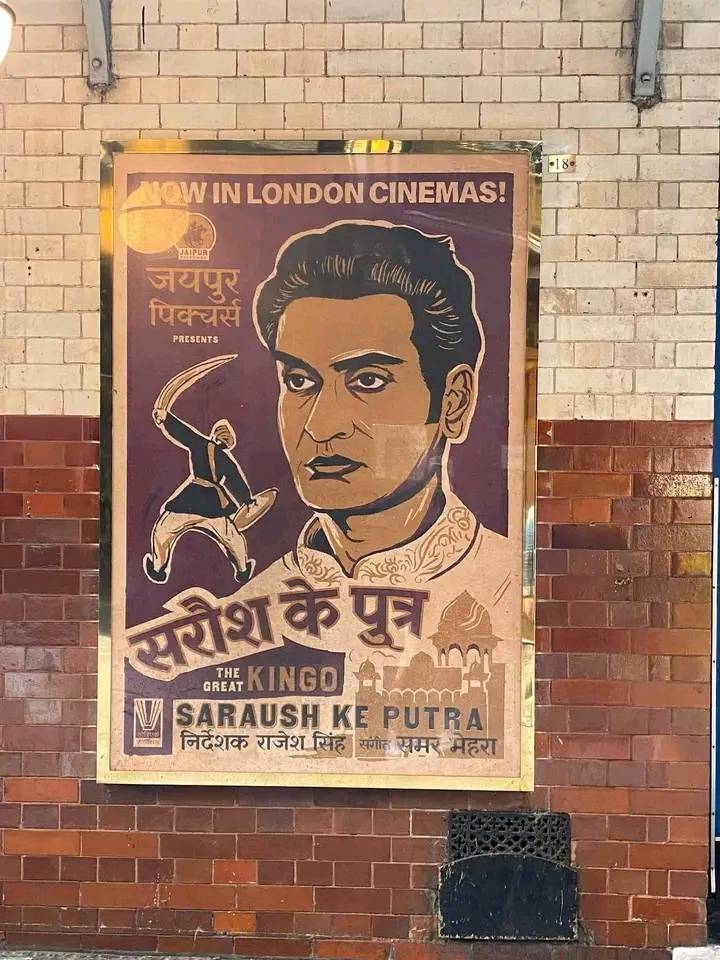 •18•
NOW IN LONDON CINEMAS!
JAIPUR
जयपुर
पिक्चर्स
PRESENTS
सरौश के पुत्र
THE
GREAT KINGO
SARAUSH KE PUTRA
निर्देशक राजेश सिंह संगीत समर मेहरा